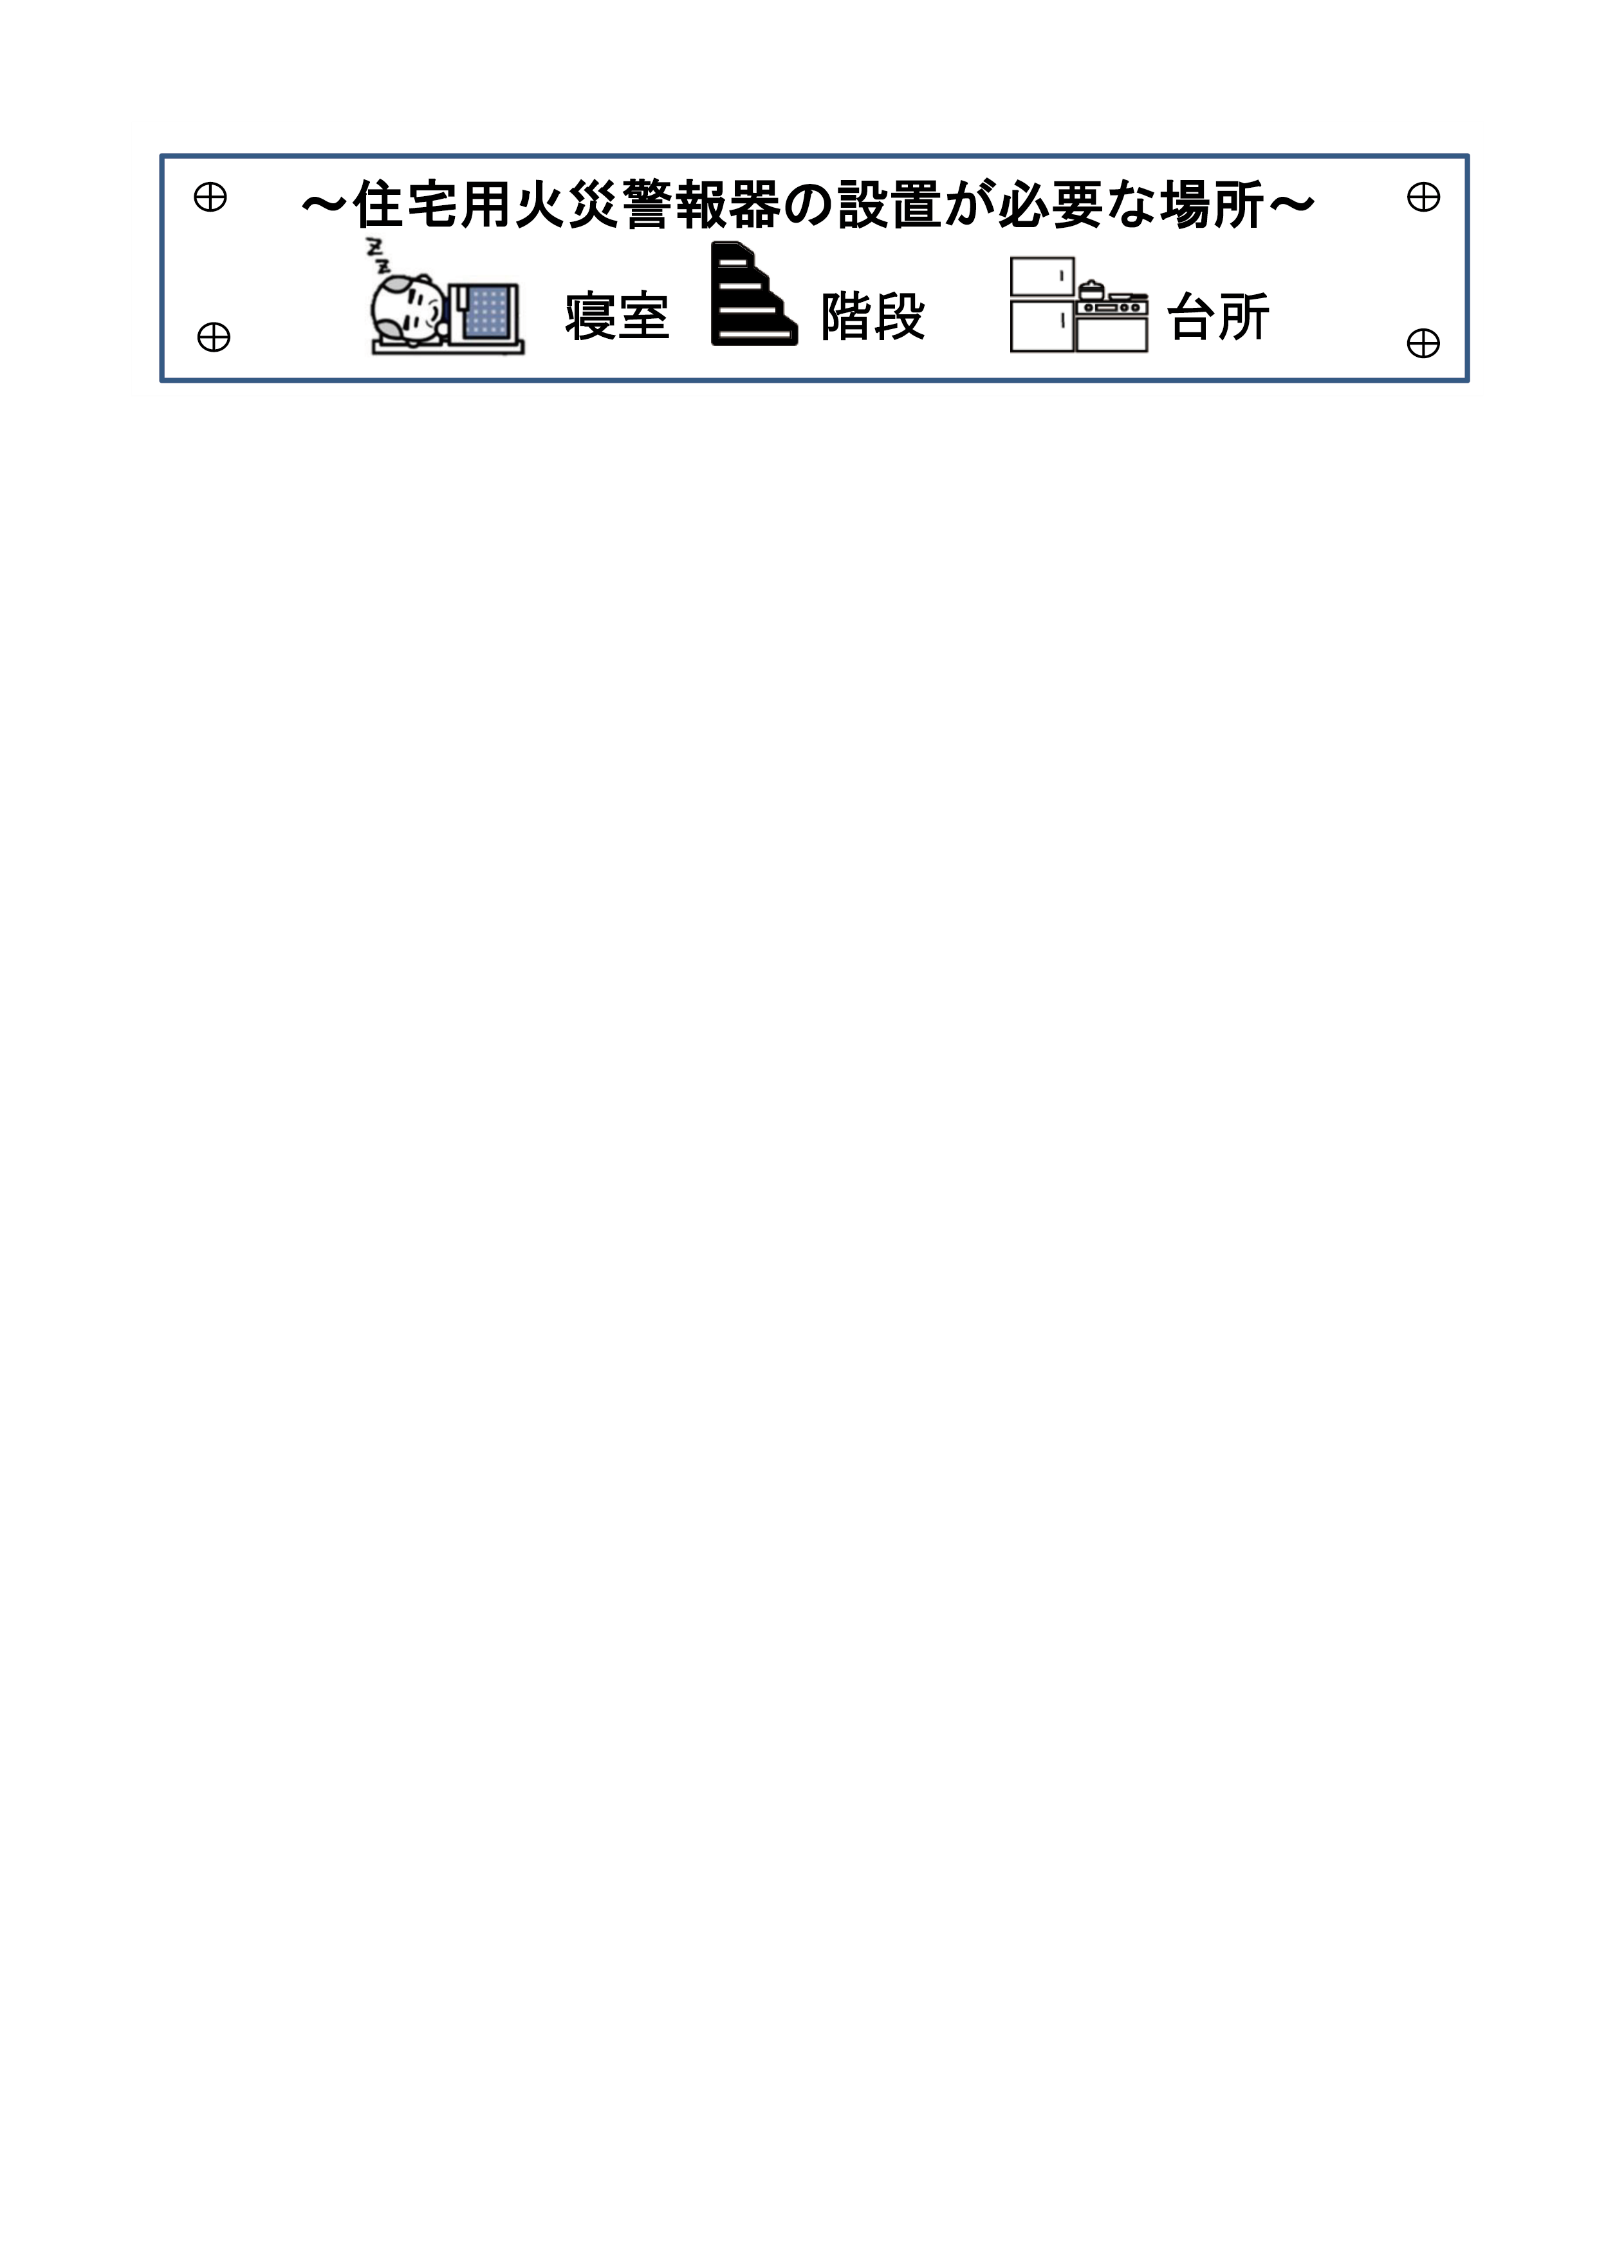 ～住宅用火災警報器の設置が必要な場所～
z
z
寝室 階段 台所